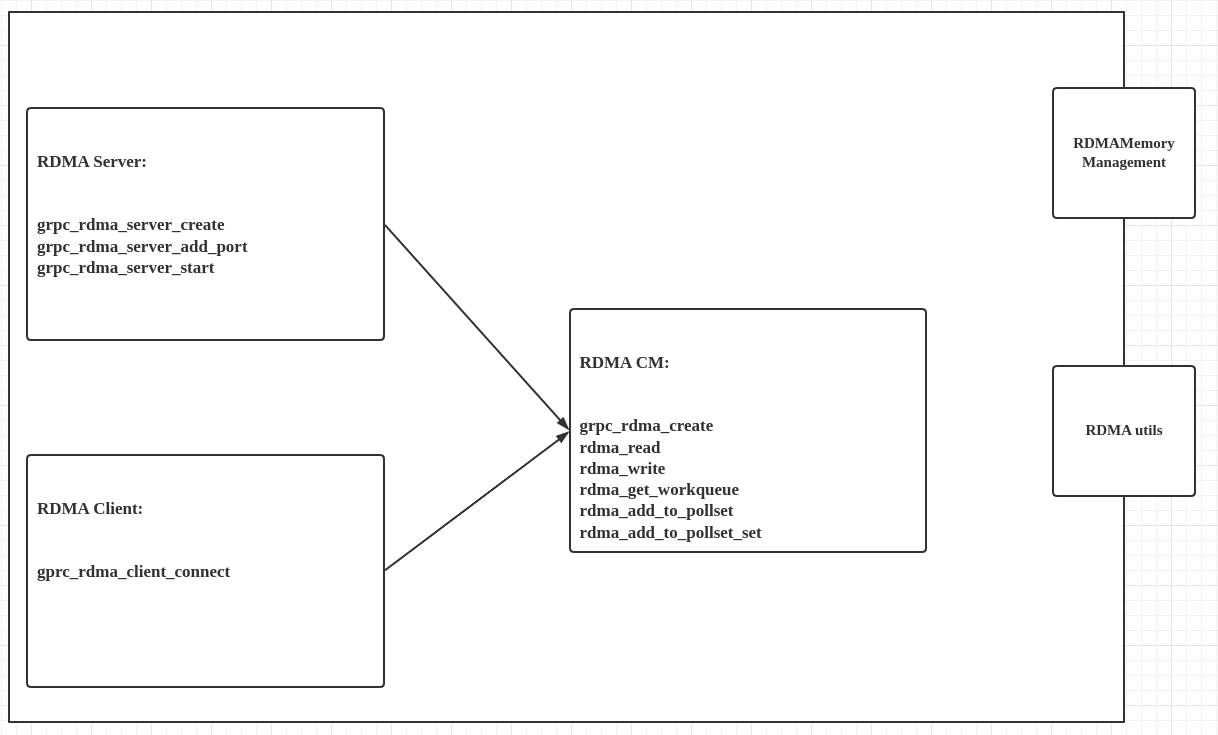 RDMA Server:
grpc_rdma_server_create
grpc_rdma_server_add_port
grpc_rdma_server_start
RDMA Client:
gprc_rdma_client_connect
RDMA CM:
grpc_rdma_create
rdma_read
rdma_write
rdma_get_workqueue
rdma_add_to_pollset
rdma_add_to_pollset_set
RDMAMemory
Management
RDMA utils